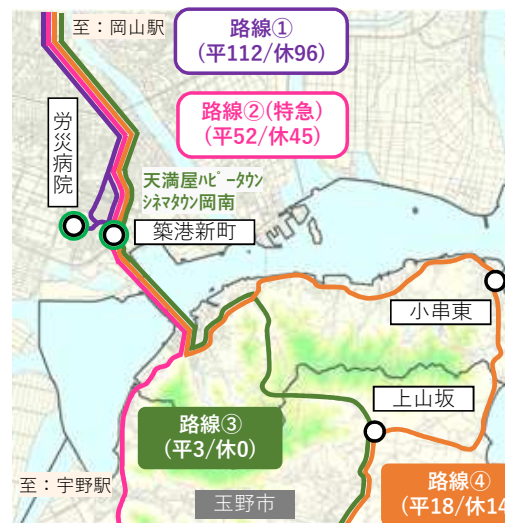 至：岡山駅
路線①
(平112/休96)
路線②(特急)
(平52/休45)
労災病院
天満屋ﾊﾋﾟｰﾀｳﾝ
ｼﾈﾏﾀｳﾝ岡南
築港新町
小串東
上山坂
路線③
(平3/休0)
至：宇野駅
玉野市
路線④
(平18/休14